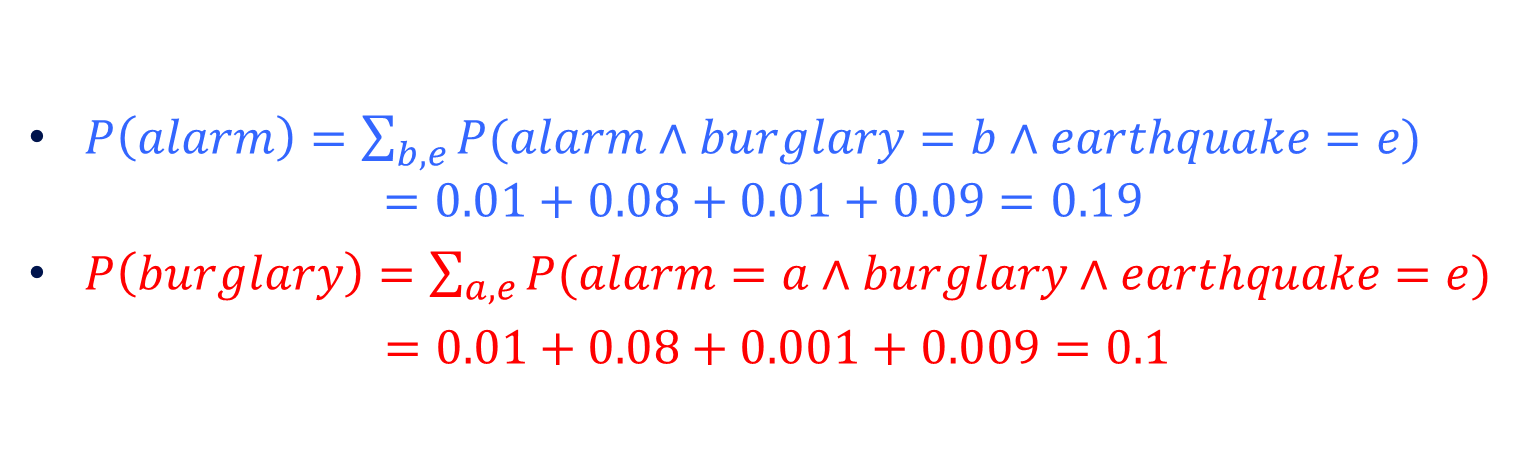 • P(alarm) = ∑_{b,e} P(alarm ∧ burglary = b ∧ earthquake = e)
= 0.01 + 0.08 + 0.01 + 0.09 = 0.19
• P(burglary) = ∑_{a,e} P(alarm = a ∧ burglary ∧ earthquake = e)
= 0.01 + 0.08 + 0.001 + 0.009 = 0.1